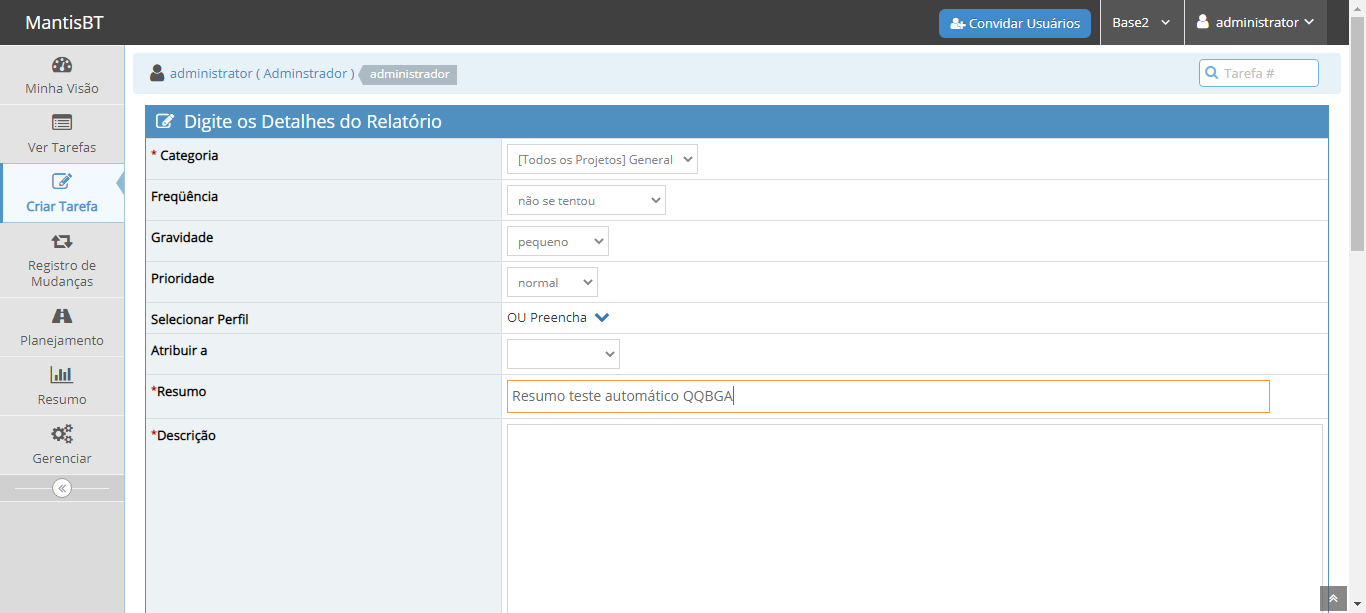 MantisBT
Convidar Usuários
Base2
administrator
Minha Visão
Ver Tarefas
Criar Tarefa
Registro de
Mudanças
Planejamento
Resumo
Gerenciar
administrator ( Adminstrador ) administrador
Tarefa #
Digite os Detalhes do Relatório
* Categoria
[Todos os Projetos] General
Freqüência
não se tentou
Gravidade
pequeno
Prioridade
normal
Selecionar Perfil
OU Preencha
Atribuir a
*Resumo
Resumo teste automático QQBGA
*Descrição